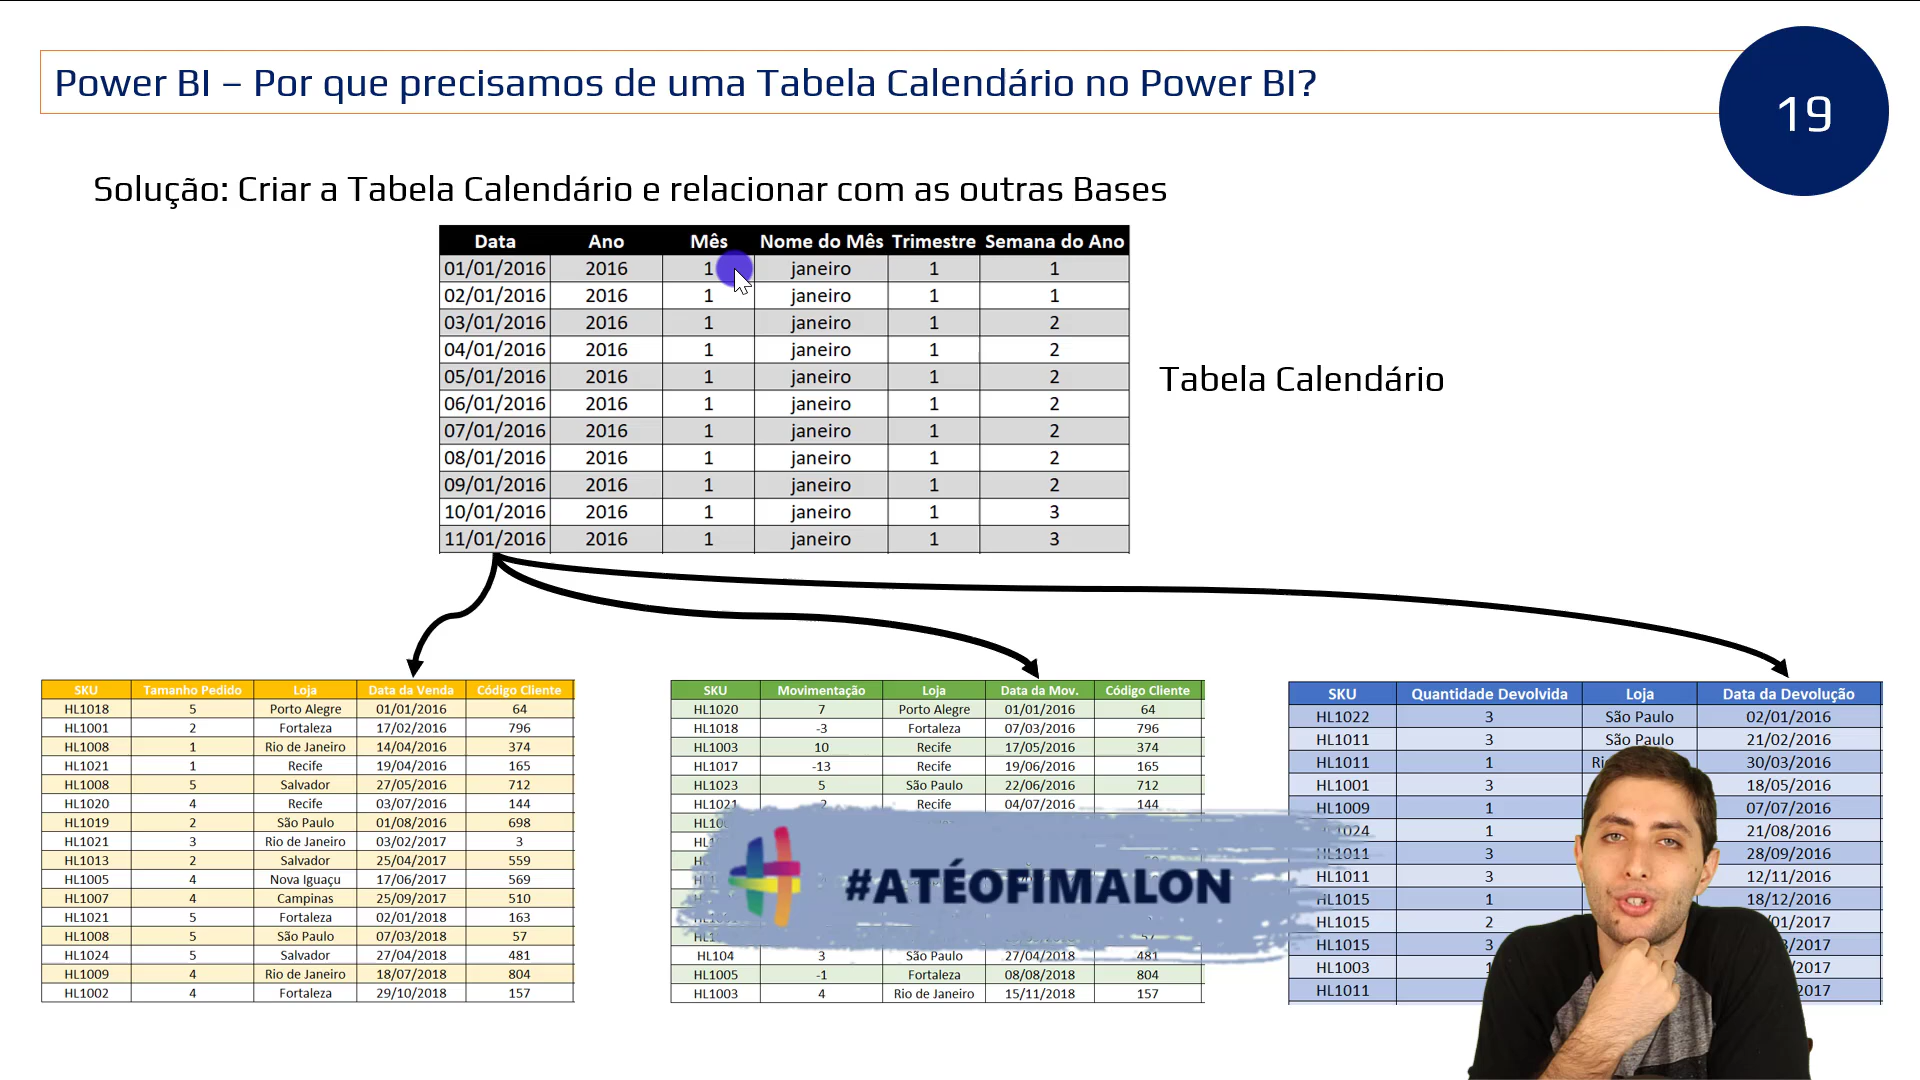 Power BI – Por que precisamos de uma Tabela Calendário no Power BI?
19
Solução: Criar a Tabela Calendário e relacionar com as outras Bases
Data Ano Mês Nome do Mês Trimestre Semana do Ano
01/01/2016 2016 1 janeiro 1 1
02/01/2016 2016 1 janeiro 1 1
03/01/2016 2016 1 janeiro 1 2
04/01/2016 2016 1 janeiro 1 2
05/01/2016 2016 1 janeiro 1 2
06/01/2016 2016 1 janeiro 1 2
07/01/2016 2016 1 janeiro 1 2
08/01/2016 2016 1 janeiro 1 2
09/01/2016 2016 1 janeiro 1 2
10/01/2016 2016 1 janeiro 1 3
11/01/2016 2016 1 janeiro 1 3
Tabela Calendário
SKU Tamanho Pedido Loja Data da Venda Código Cliente
HL1018 5 Porto Alegre 01/01/2016 64
HL1001 2 Fortaleza 17/02/2016 796
HL1008 1 Rio de Janeiro 14/04/2016 374
HL1021 1 Recife 19/04/2016 165
HL1008 5 Salvador 27/05/2016 712
HL1020 4 Recife 03/07/2016 144
HL1019 2 São Paulo 01/08/2016 698
HL1021 3 Rio de Janeiro 03/02/2017 3
HL1013 2 Salvador 25/04/2017 559
HL1005 4 Nova Iguaçu 17/06/2017 569
HL1007 4 Campinas 25/09/2017 510
HL1021 5 Fortaleza 02/01/2018 163
HL1008 5 São Paulo 07/03/2018 57
HL1024 5 Salvador 27/04/2018 481
HL1009 4 Rio de Janeiro 18/07/2018 804
HL1002 4 Fortaleza 29/10/2018 157
SKU Movimentação Loja Data da Mov. Código Cliente
HL1020 7 Porto Alegre 01/01/2016 64
HL1018 -3 Fortaleza 07/03/2016 796
HL1003 10 Recife 17/05/2016 374
HL1017 -13 Recife 19/06/2016 165
HL1023 5 São Paulo 22/06/2016 712
HL1021 Recife 04/07/2016 144
#ATÉOFIMALON
HL104 3 São Paulo 27/04/2018 481
HL1005 -1 Fortaleza 08/08/2018 804
HL1003 4 Rio de Janeiro 15/11/2018 157
SKU Quantidade Devolvida Loja Data da Devolução
HL1022 3 São Paulo 02/01/2016
HL1011 3 São Paulo 21/02/2016
HL1011 1 30/03/2016
HL1001 3 18/05/2016
HL1009 1 07/07/2016
1 21/08/2016
3 28/09/2016
HL1011 3 12/11/2016
HL1015 1 18/12/2016
HL1015 2 /01/2017
HL1015 3 /2017
HL1003 2017
HL1011 2017